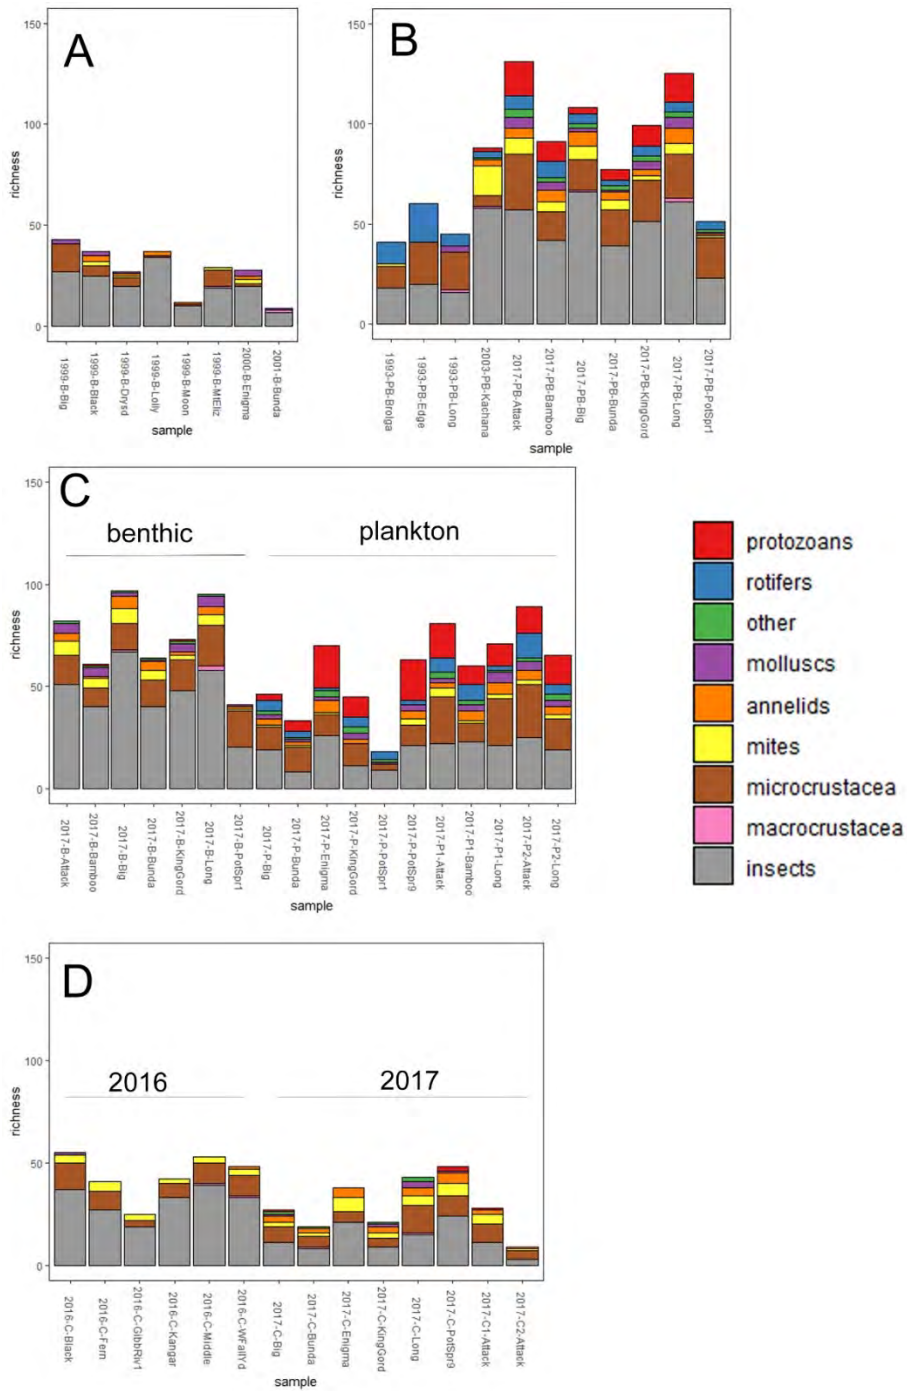 A
richness
150
100
50
0
1999-B-Big
1999-B-Black
1999-B-Drysd
1999-B-Lolly
1999-B-Moon
1999-B-MtEliz
2000-B-Enigma
2001-B-Bunda
sample
B
richness
150
100
50
0
1993-PB-Brolga
1993-PB-Edge
1993-PB-Long
2003-PB-Kachana
2017-PB-Attack
2017-PB-Bamboo
2017-PB-Big
2017-PB-Bunda
2017-PB-KingGord
2017-PB-Long
2017-PB-PotSpr1
sample
C
benthic
plankton
richness
150
100
50
0
2017-B-Attack
2017-B-Bamboo
2017-B-Big
2017-B-Bunda
2017-B-KingGord
2017-B-Long
2017-B-PotSpr1
2017-P-Big
2017-P-Bunda
2017-P-Enigma
2017-P-KingGord
2017-P-PotSpr1
2017-P-PotSpr9
2017-P1-Attack
2017-P1-Bamboo
2017-P1-Long
2017-P2-Attack
2017-P2-Long
sample
protozoans
rotifers
other
molluscs
annelids
mites
microcrustacea
macrocrustacea
insects
D
2016
2017
richness
150
100
50
0
2016-C-Black
2016-C-Fern
2016-C-GibbRiv1
2016-C-Kangar
2016-C-Middle
2016-C-WFallYd
2017-C-Big
2017-C-Bunda
2017-C-Enigma
2017-C-KingGord
2017-C-Long
2017-C-PotSpr9
2017-C1-Attack
2017-C2-Attack
sample